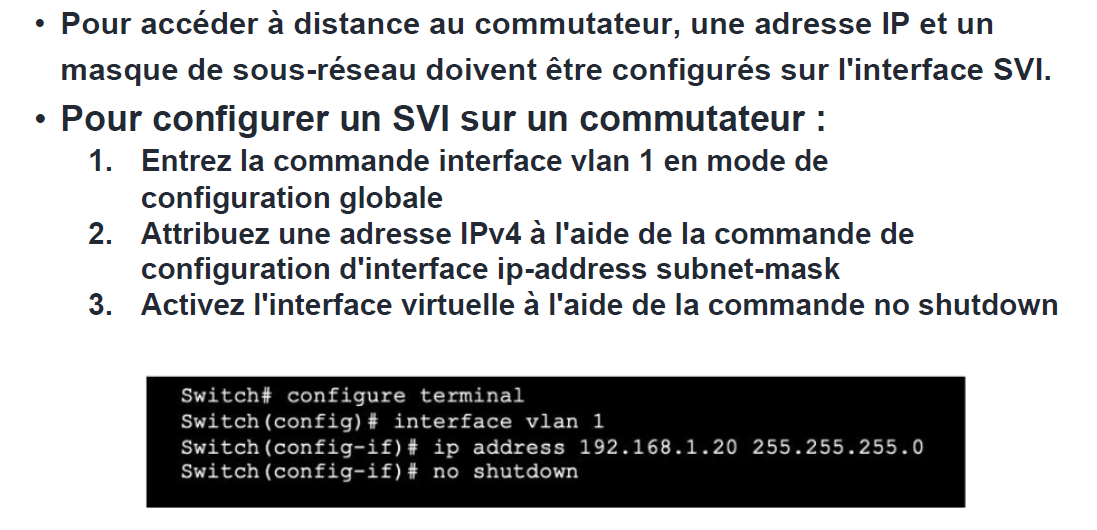 • Pour accéder à distance au commutateur, une adresse IP et un
masque de sous-réseau doivent être configurés sur l'interface SVI.
• Pour configurer un SVI sur un commutateur :
1. Entrez la commande interface vlan 1 en mode de
configuration globale
2. Attribuez une adresse IPv4 à l'aide de la commande de
configuration d'interface ip-address subnet-mask
3. Activez l'interface virtuelle à l'aide de la commande no shutdown
Switch# configure terminal
Switch(config)# interface vlan 1
Switch(config-if)# ip address 192.168.1.20 255.255.255.0
Switch(config-if)# no shutdown